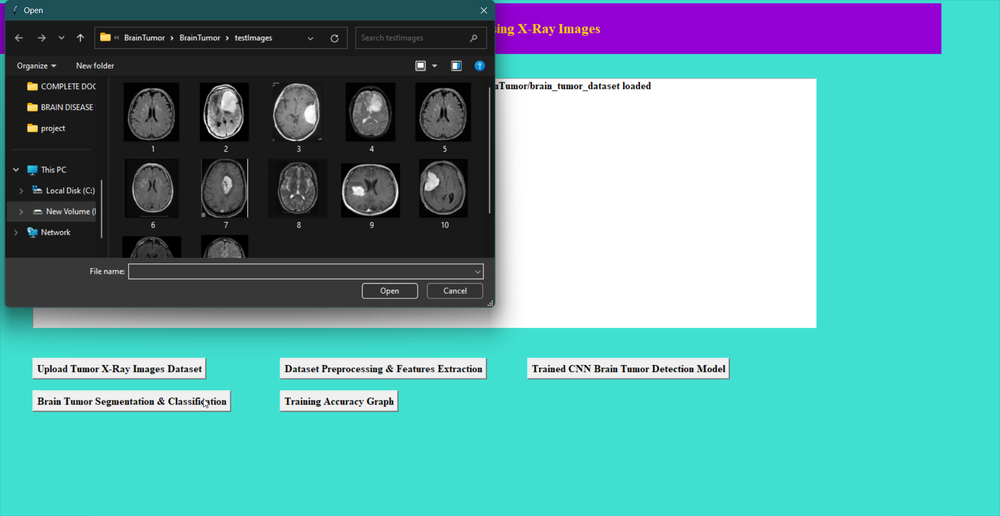 Open
« BrainTumor › BrainTumor › testImages
Search testImages
Organize
New folder
COMPLETE DOC
BRAIN DISEASE
project
This PC
Local Disk (C:)
New Volume (
Network
1
2
3
4
5
6
7
B
8
9
10
File name:
Open
Cancel
sing X-Ray Images
nTumor/brain_tumor_dataset loaded
Upload Tumor X-Ray Images Dataset
Dataset Preprocessing & Features Extraction
Trained CNN Brain Tumor Detection Model
Brain Tumor Segmentation & Classification
Training Accuracy Graph